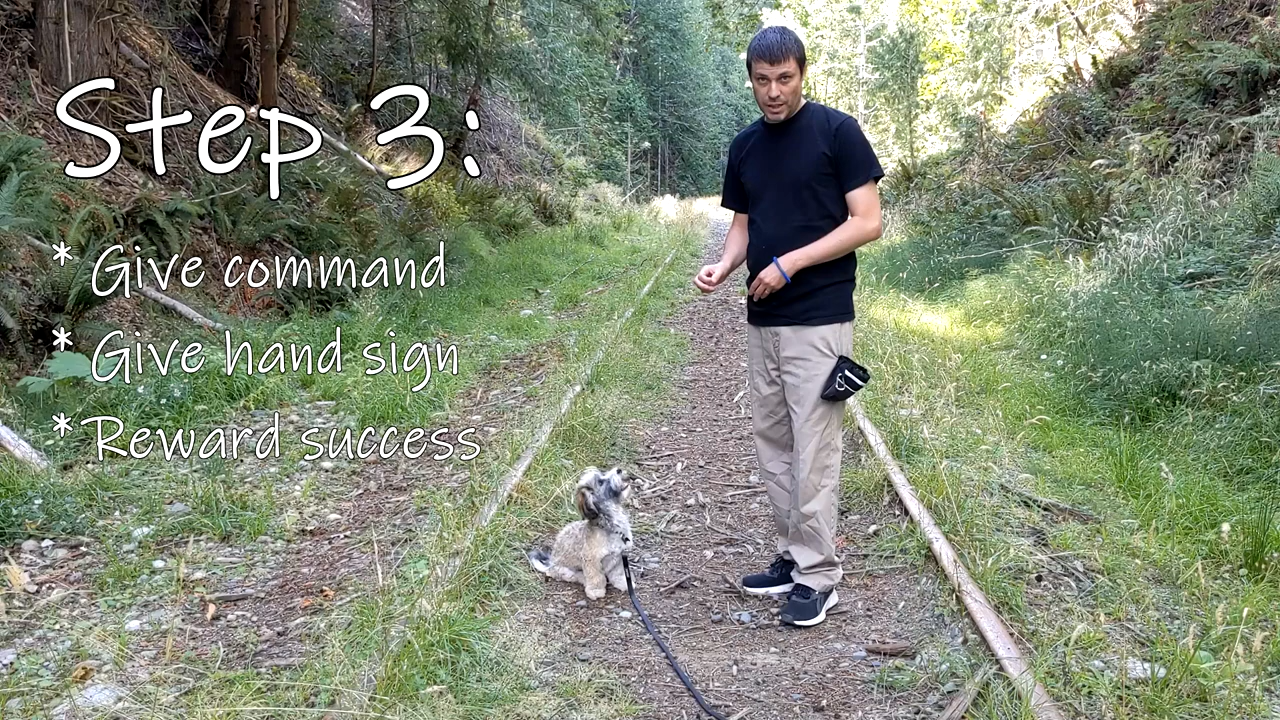 Step 3:
* Give command
* Give hand sign
* Reward success